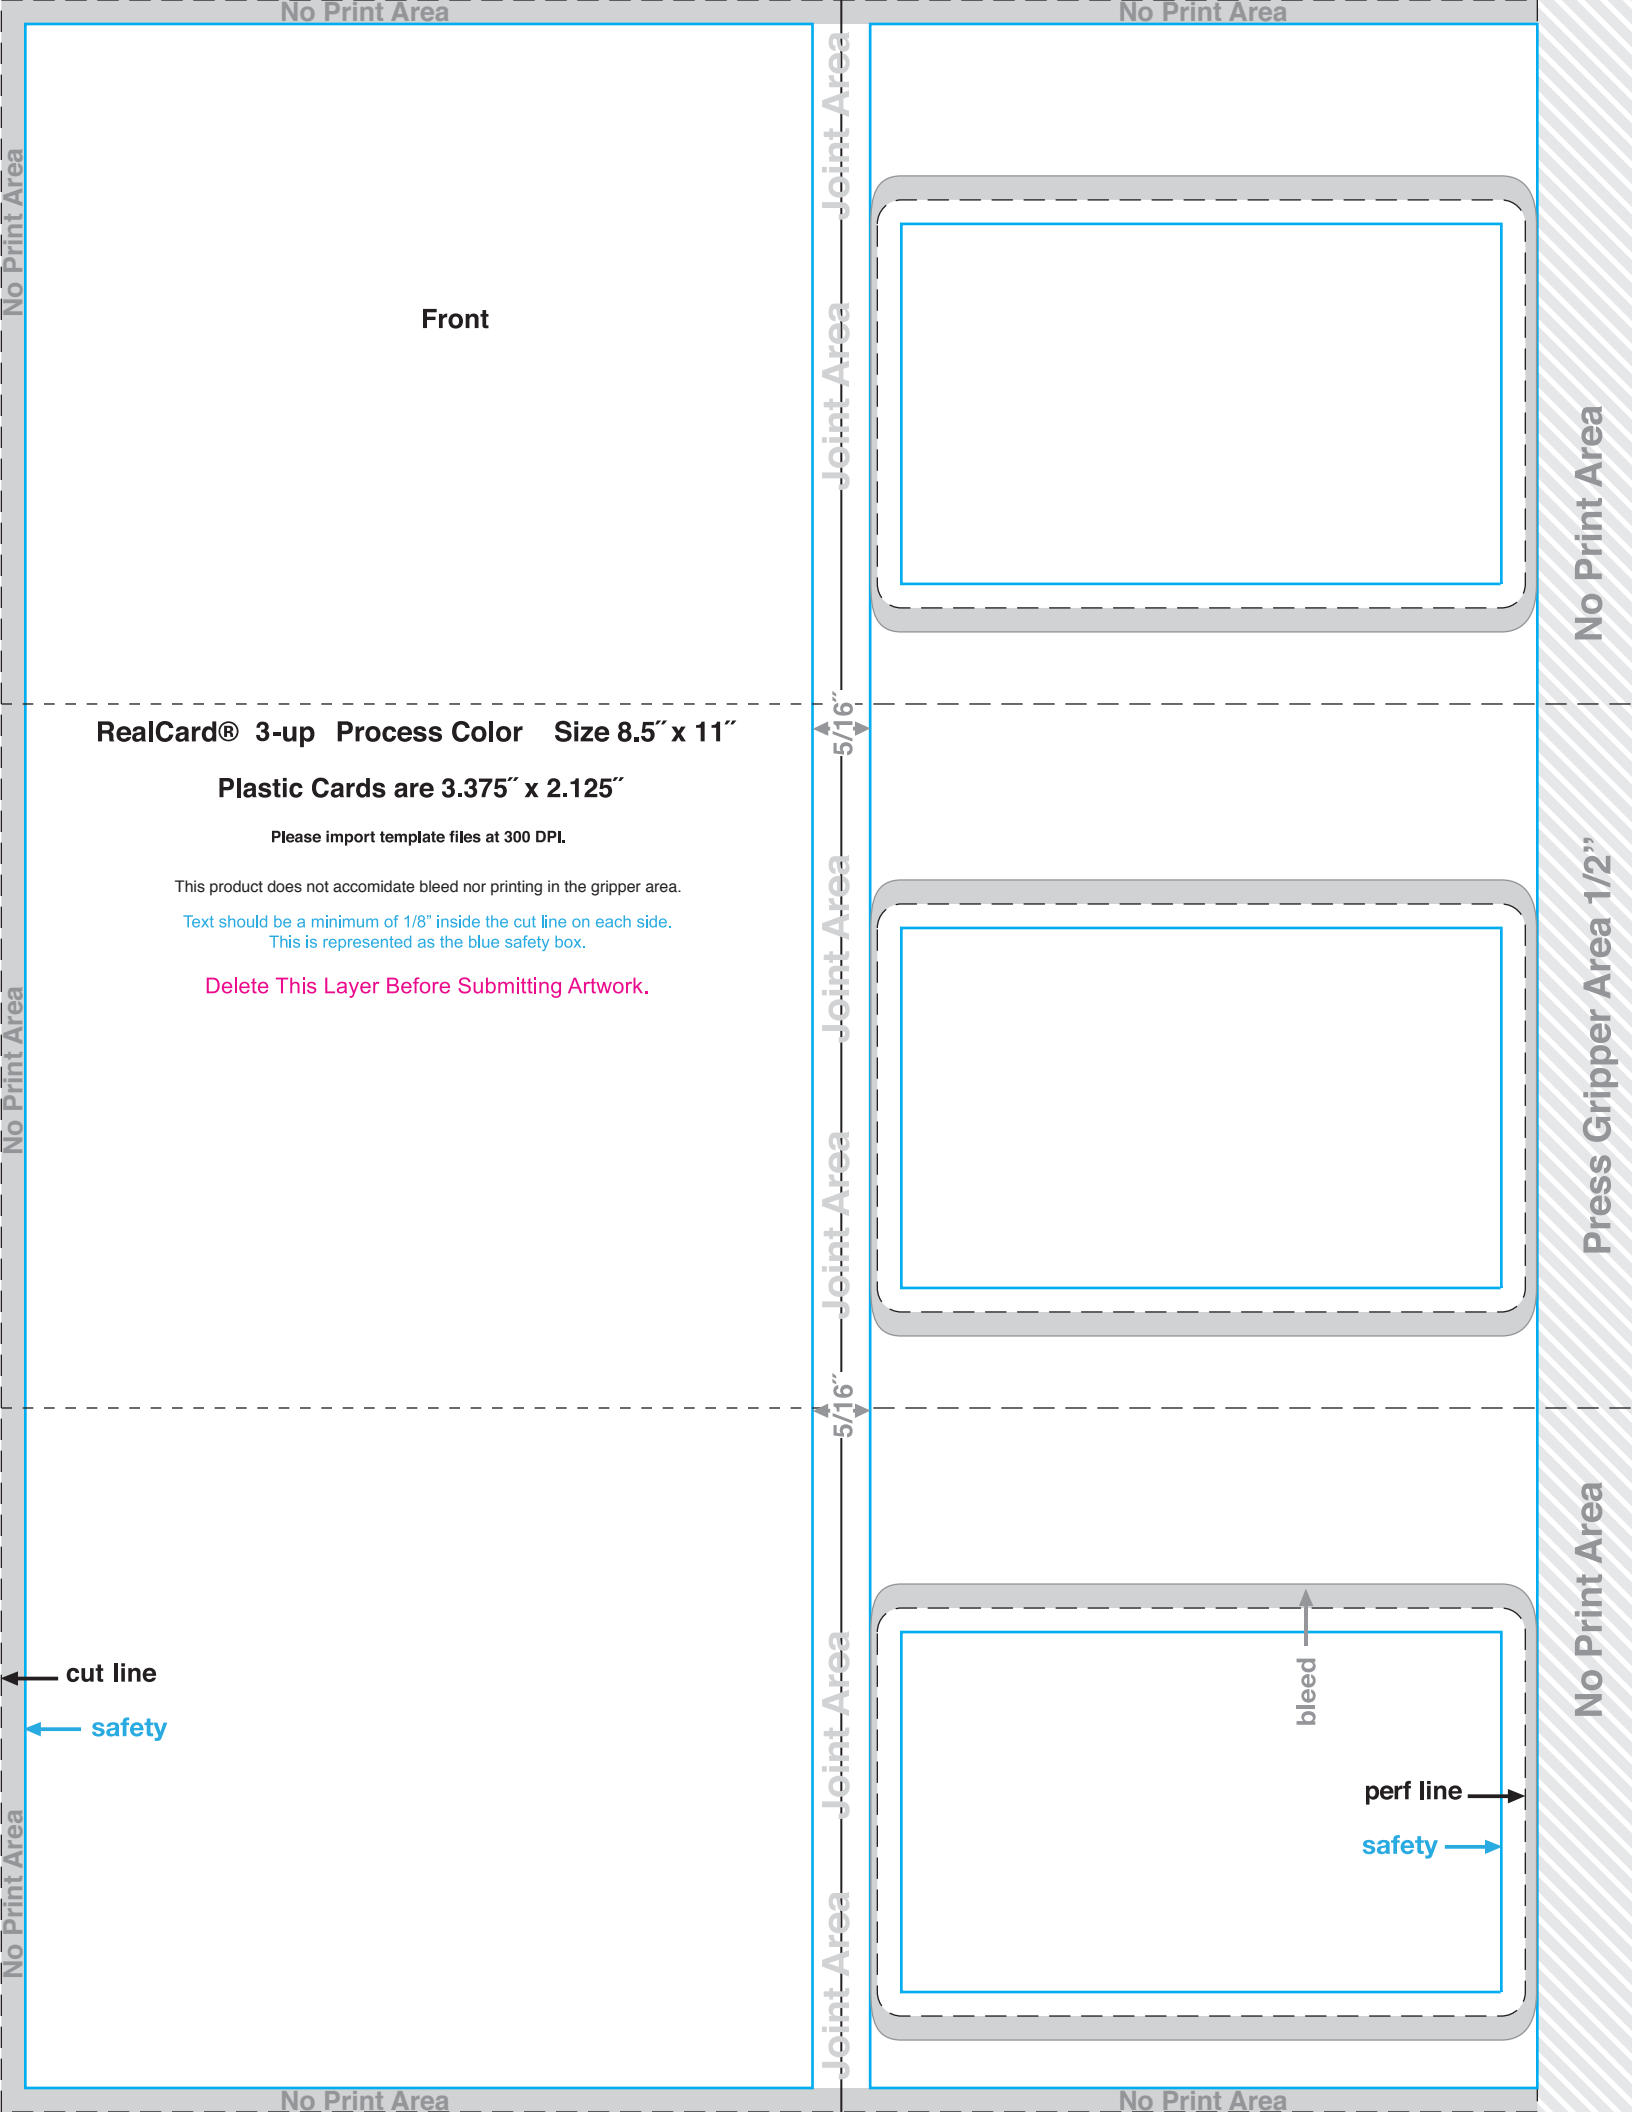 No Print Area
No Print Area
Joint Area
No Print Area
Front
Joint Area
No Print Area
5/16˝
RealCard® 3-up Process Color Size 8.5˝ x 11˝
Plastic Cards are 3.375˝ x 2.125˝
Please import template files at 300 DPI.
This product does not accomidate bleed nor printing in the gripper area.
Text should be a minimum of 1/8” inside the cut line on each side.
This is represented as the blue safety box.
Delete This Layer Before Submitting Artwork.
Joint Area
Press Gripper Area 1/2”
No Print Area
Joint Area
5/16˝
No Print Area
cut line
safety
Joint Area
bleed
perf line
safety
No Print Area
Joint Area
No Print Area
No Print Area